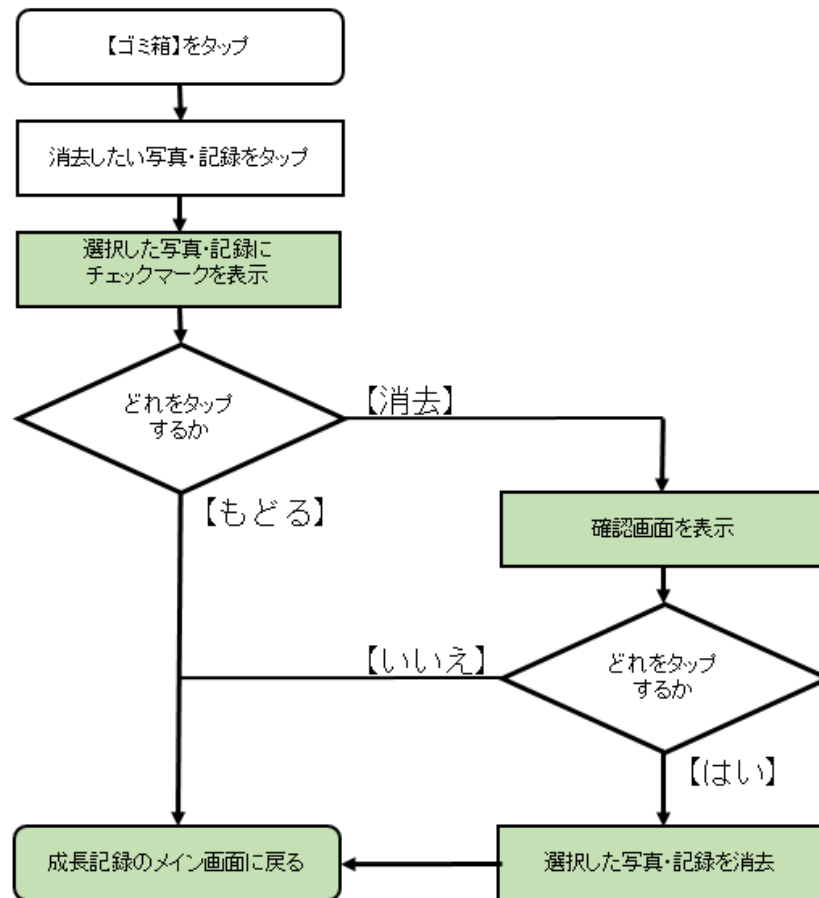 【ゴミ箱】をタップ
消去したい写真・記録をタップ
選択した写真・記録に
チェックマークを表示
どれをタップ
するか
【消去】
【もどる】
確認画面を表示
【いいえ】
どれをタップ
するか
【はい】
成長記録のメイン画面に戻る
選択した写真・記録を消去